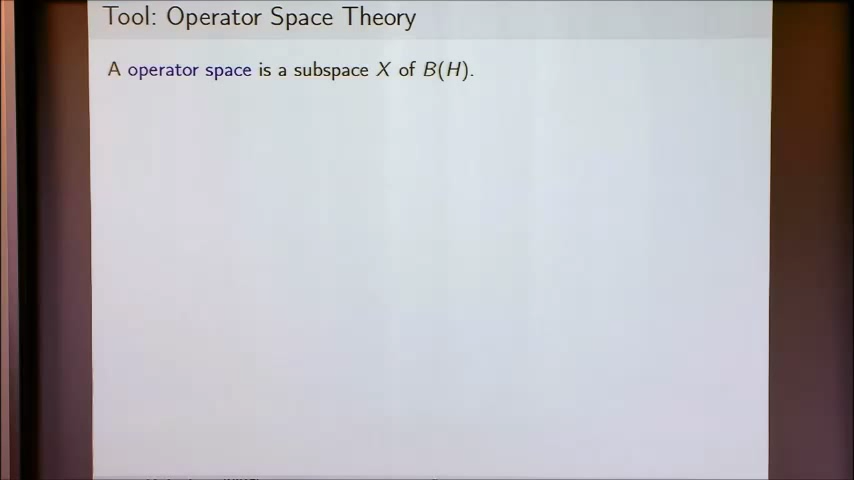 Tool: Operator Space Theory
A operator space is a subspace X of B(H).